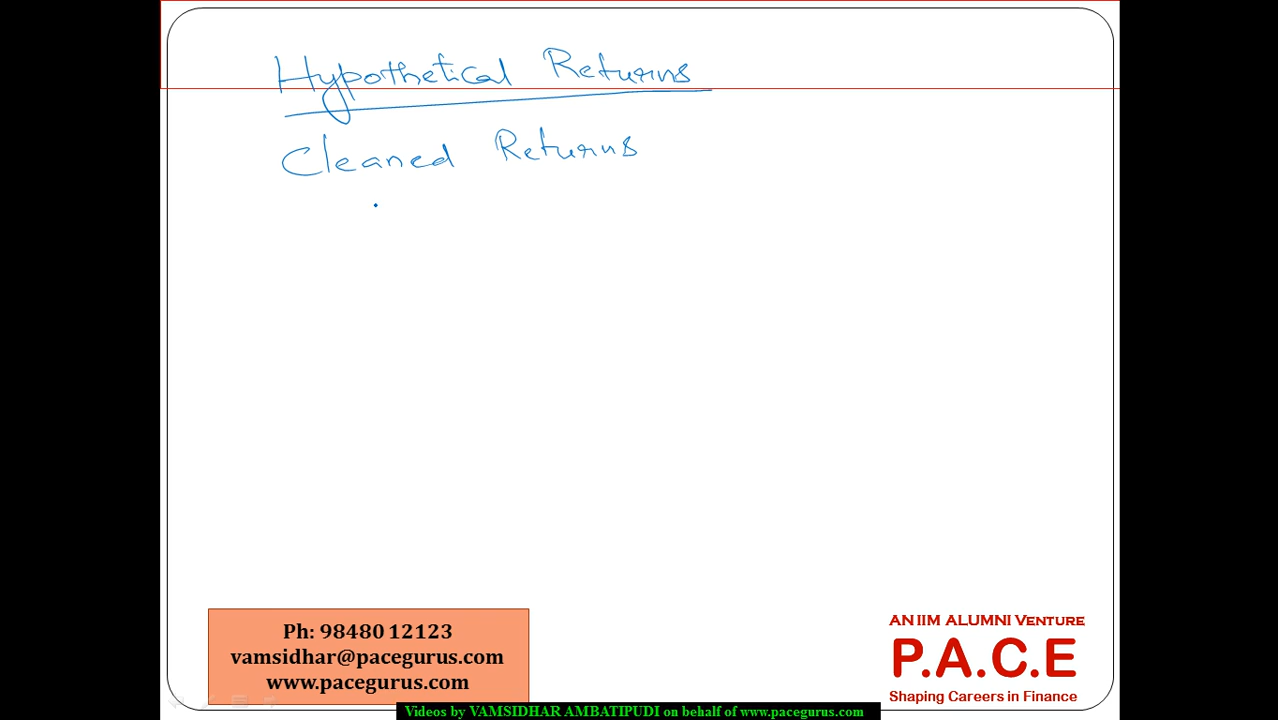 Hypothetical Returns
Cleaned Returns
Ph: 98480 12123
vamsidhar@pacegurus.com
www.pacegurus.com
AN IIM ALUMNI VENTURE
P.A.C.E
Shaping Careers in Finance
Videos by VAMSIDHAR AMBATIPUDI on behalf of www.pacegurus.com